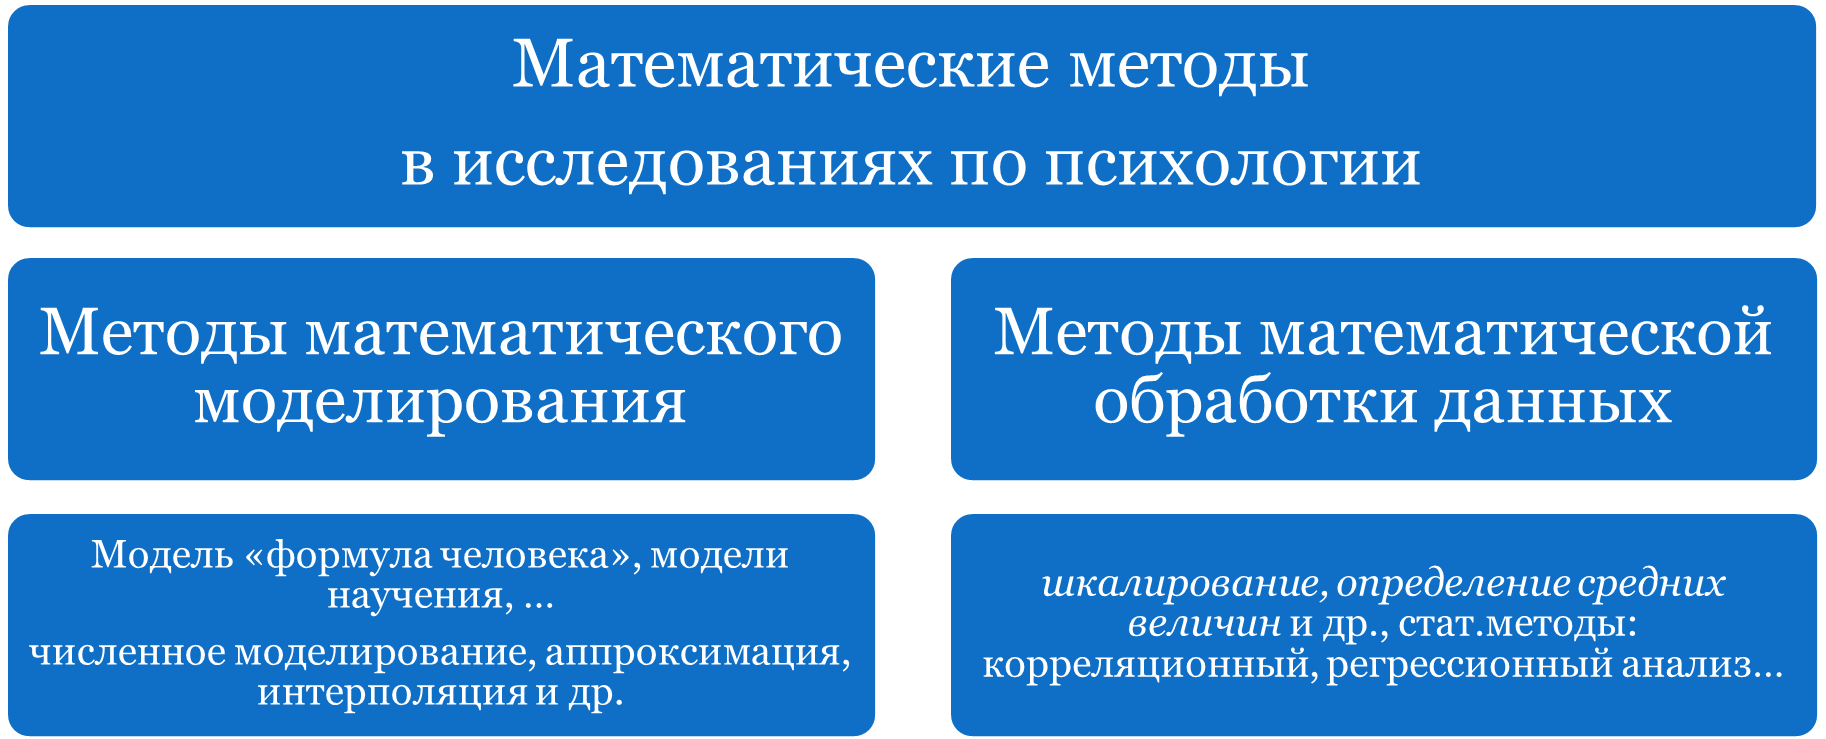 Математические методы
в исследованиях по психологии
Методы математического
моделирования
Методы математической
обработки данных
Модель «формула человека», модели
научения, ...
численное моделирование, аппроксимация,
интерполяция и др.
шкалирование, определение средних
величин и др., стат.методы:
корреляционный, регрессионный анализ...